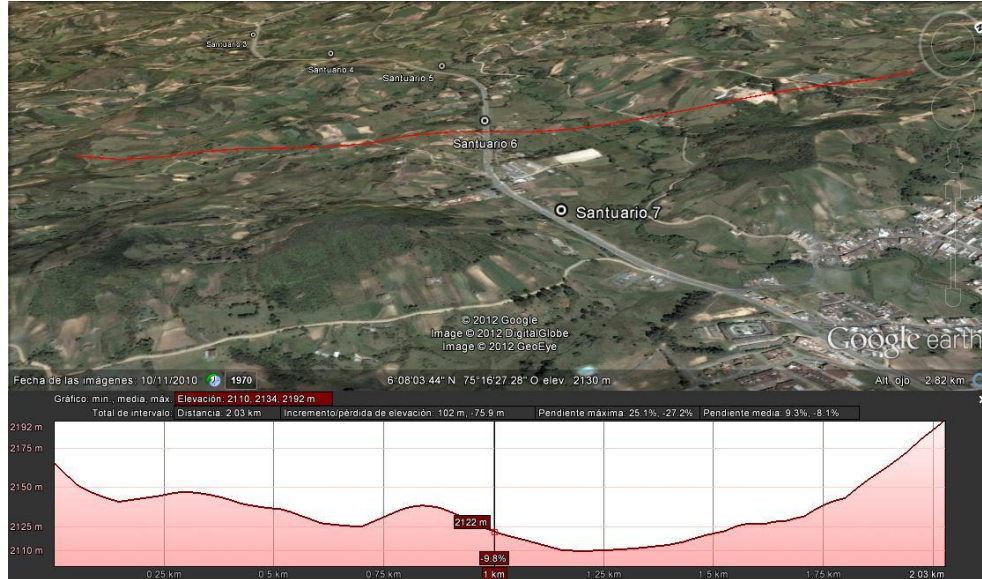 Santuario 3
Santuario 4
Santuario 5
Santuario 6
Santuario 7
© 2012 Google
Image © 2012 DigitalGlobe
Image © 2012 GeoEye
Google earth
Fecha de las imágenes: 10/11/2010 1970 6°08'03.44" N 75°16'27.28" O elev. 2130 m Alt. ojo 2.82 km
Gráfico: mín., media, máx. Elevación: 2110, 2134, 2192 m
Total de intervalo: Distancia: 2.03 km Incremento/pérdida de elevación: 102 m, -75.9 m Pendiente máxima: 25.1%, -27.2% Pendiente media: 9.3%, -8.1%
2192 m
2175 m
2150 m
2125 m
2110 m
2122 m
-9.8%
0.25 km 0.5 km 0.75 km 1 km 1.25 km 1.5 km 1.75 km 2.03 km